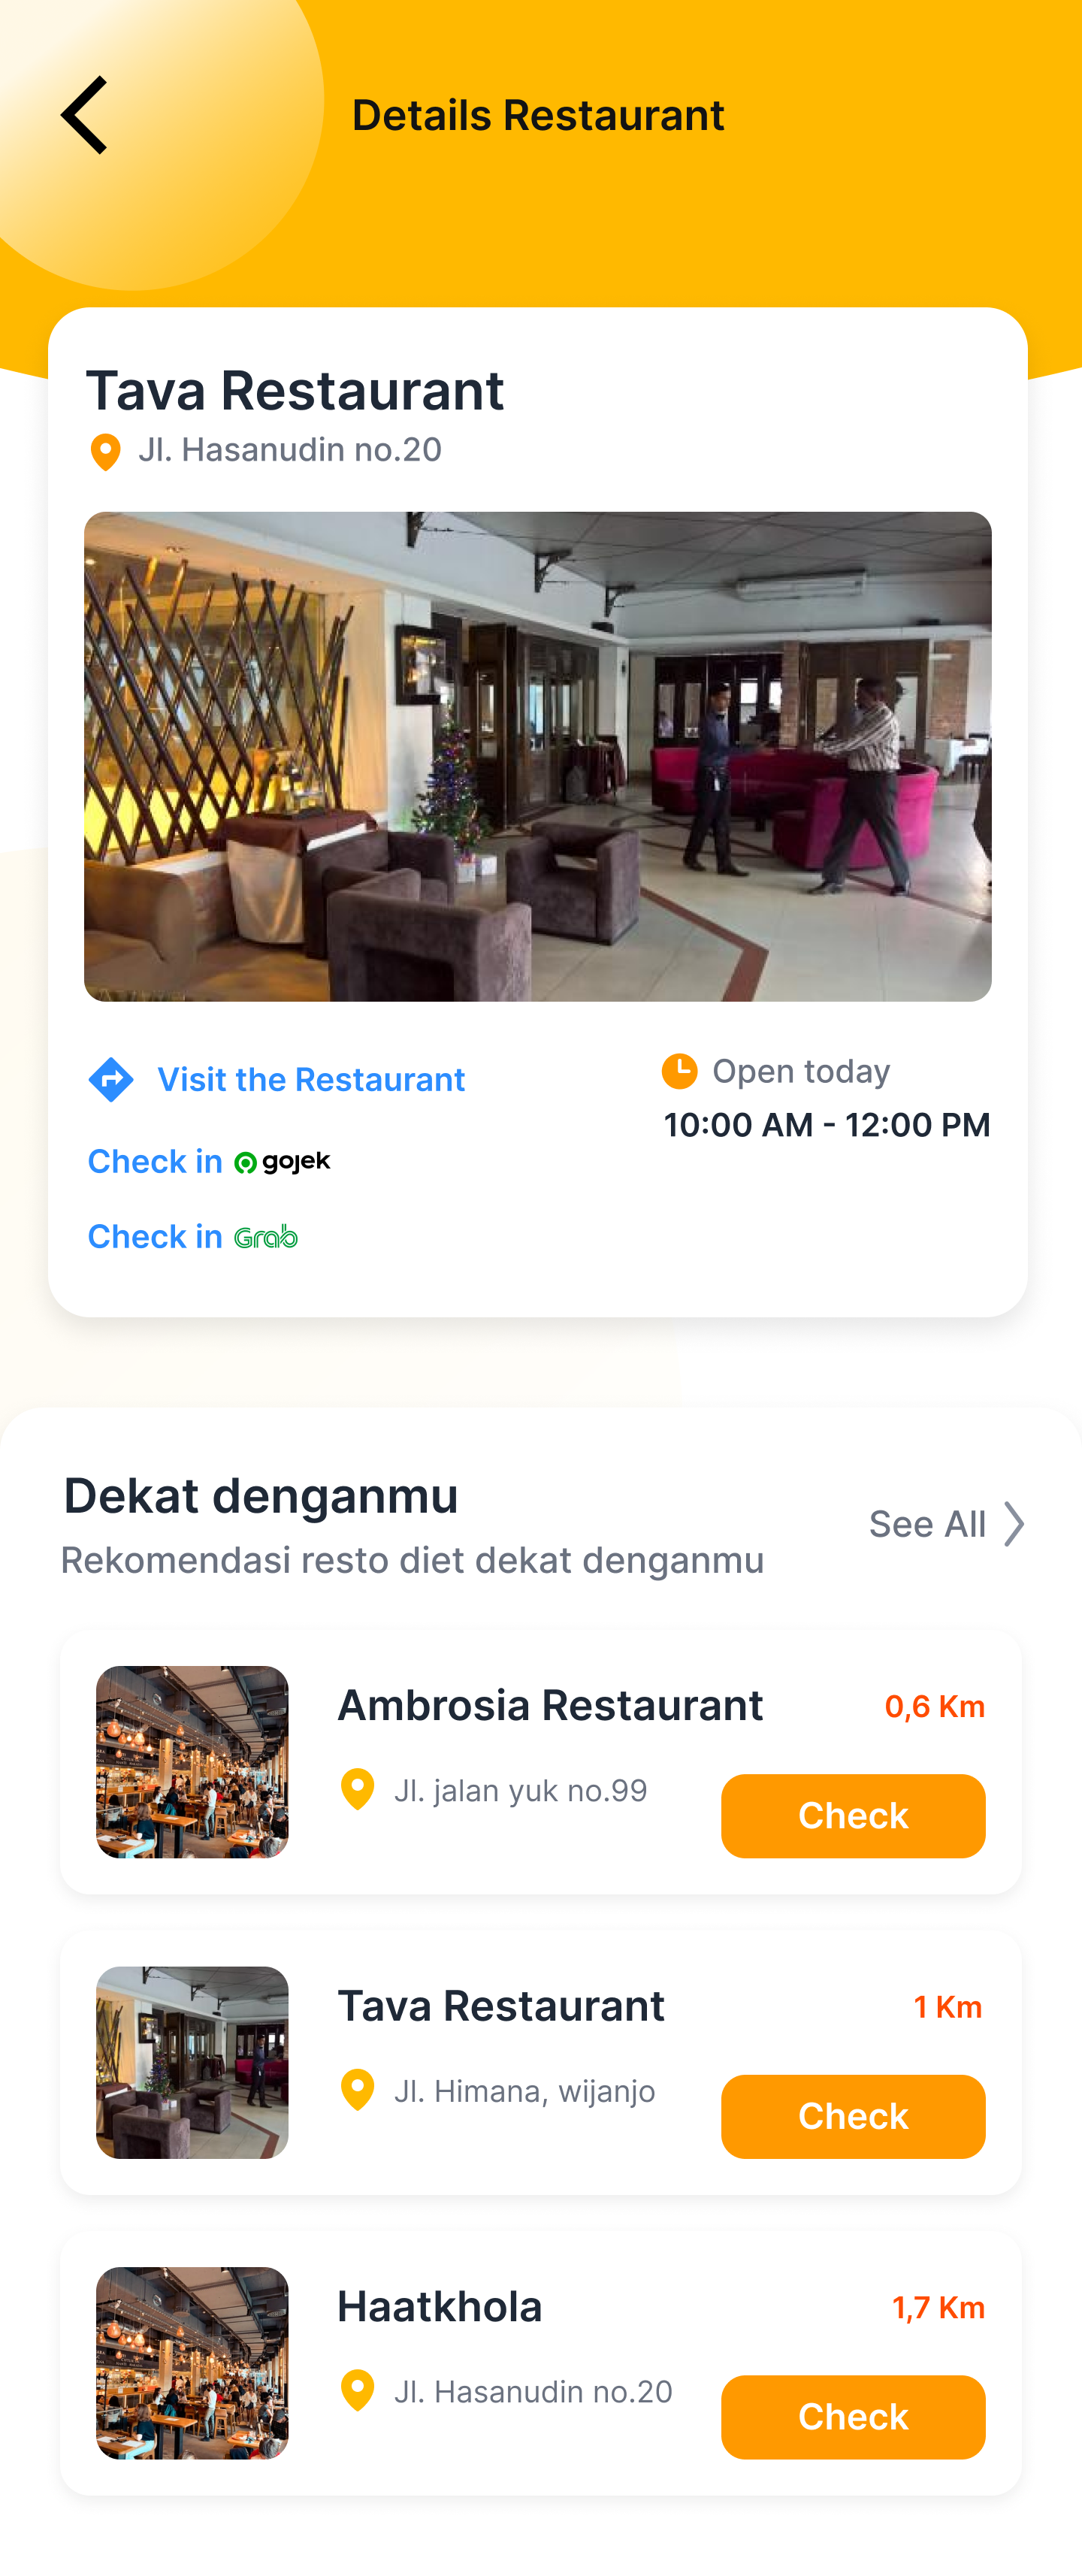 Details Restaurant
Tava Restaurant
Jl. Hasanudin no.20
Visit the Restaurant
Open today
10:00 AM - 12:00 PM
Check in gojek
Check in Grab
Dekat denganmu
See All
Rekomendasi resto diet dekat denganmu
Ambrosia Restaurant
0,6 Km
Jl. jalan yuk no.99
Check
Tava Restaurant
1 Km
Jl. Himana, wijanjo
Check
Haatkhola
1,7 Km
Jl. Hasanudin no.20
Check